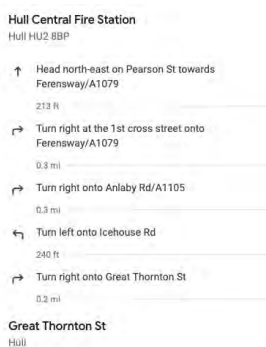 Hull Central Fire Station
Hull HU2 8BP
Head north-east on Pearson St towards
Ferensway/A1079
213 ft
Turn right at the 1st cross street onto
Ferensway/A1079
0.3 mi
Turn right onto Anlaby Rd/A1105
0.3 mi
Turn left onto Icehouse Rd
240 ft
Turn right onto Great Thornton St
0.2 mi
Great Thornton St
Hull